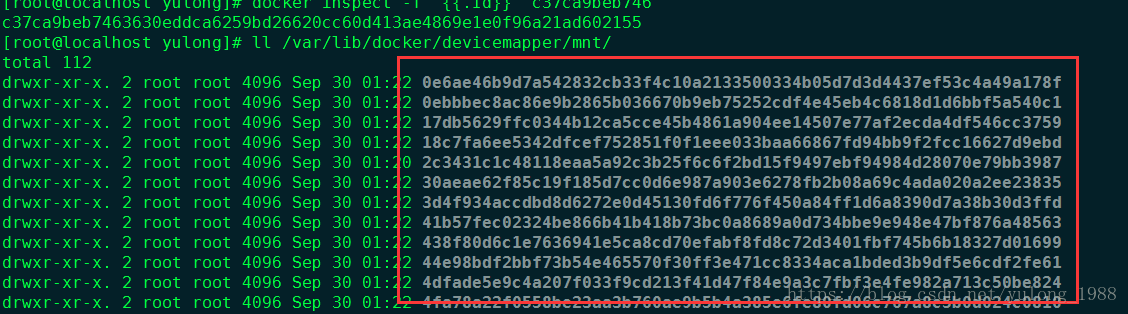 [root@localhost yulong]# docker inspect -f '{{.Id}}' c37ca9beb746
c37ca9beb7463630eddca6259bd26620cc60d413ae4869e1e0f96a21ad602155
[root@localhost yulong]# ll /var/lib/docker/devicemapper/mnt/
total 112
drwxr-xr-x. 2 root root 4096 Sep 30 01:22 0e6ae46b9d7a542832cb33f4c10a2133500334b05d7d3d4437ef53c4a49a178f
drwxr-xr-x. 2 root root 4096 Sep 30 01:22 0ebbbec8ac86e9b2865b036670b9eb75252cdf4e45eb4c6818d1d6bbf5a540c1
drwxr-xr-x. 2 root root 4096 Sep 30 01:22 17db5629ffc0344b12ca5cce45b4861a904ee14507e77af2ecda4df546cc3759
drwxr-xr-x. 2 root root 4096 Sep 30 01:22 18c7fa6ee5342dfcef752851f0f1eee033baa66867fd94bb9f2fcc16627d9ebd
drwxr-xr-x. 2 root root 4096 Sep 30 01:20 2c3431c1c48118eaa5a92c3b25f6c6f2bd15f9497ebf94984d28070e79bb3987
drwxr-xr-x. 2 root root 4096 Sep 30 01:22 30aeae62f85c19f185d7cc0d6e987a903e6278fb2b08a69c4ada020a2ee23835
drwxr-xr-x. 2 root root 4096 Sep 30 01:22 3d4f934accdbd8d6272e0d45130fd6f776f450a84ff1d6a8390d7a38b30d3ffd
drwxr-xr-x. 2 root root 4096 Sep 30 01:22 41b57fec02324be866b41b418b73bc0a8689a0d734bbe9e948e47bf876a48563
drwxr-xr-x. 2 root root 4096 Sep 30 01:22 438f80d6c1e7636941e5ca8cd70efabf8fd8c72d3401fbf745b6b18327d01699
drwxr-xr-x. 2 root root 4096 Sep 30 01:22 44e98bdf2bbf73b54e465570f30ff3e471cc8334aca1bded3b9df5e6cdf2fe61
drwxr-xr-x. 2 root root 4096 Sep 30 01:22 4dfade5e9c4a207f033f9cd213f41d47f84e9a3c7fbf3e4fe982a713c50be824
drwxr-xr-x. 2 root root 4096 Sep 30 01:22
https://blog.csdn.net/yulong_1988